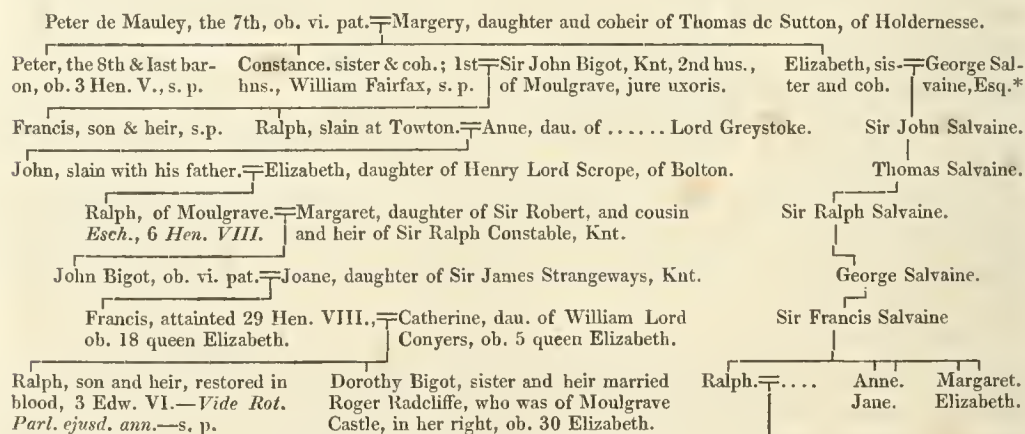 Peter de Mauley, the 7th, ob. vi. pat. Margery, daughter and coheir of Thomas de Sutton, of Holdernesse.
Peter, the 8th & last bar-
on, ob. 3 Hen. V., s. p.
Constance. sister & coh.; 1st
hus., William Fairfax, s. p.
Sir John Bigot, Knt, 2nd hus.,
of Moulgrave, jure uxoris.
Elizabeth, sis-
ter and coh.
George Sal-
vaine, Esq.*
Francis, son & heir, s.p. Ralph, slain at Towton. Anne, dau. of ...... Lord Greystoke. Sir John Salvaine.
John, slain with his father. Elizabeth, daughter of Henry Lord Scrope, of Bolton. Thomas Salvaine.
Ralph, of Moulgrave.
Esch., 6 Hen. VIII.
Margaret, daughter of Sir Robert, and cousin
and heir of Sir Ralph Constable, Knt.
Sir Ralph Salvaine.
John Bigot, ob. vi. pat. Joane, daughter of Sir James Strangeways, Knt. George Salvaine.
Francis, attainted 29 Hen. VIII.,
ob. 18 queen Elizabeth.
Catherine, dau. of William Lord
Conyers, ob. 5 queen Elizabeth.
Sir Francis Salvaine
Ralph, son and heir, restored in
blood, 3 Edw. VI.—Vide Rot.
Parl. ejusd. ann.—s. p.
Dorothy Bigot, sister and heir married
Roger Radcliffe, who was of Moulgrave
Castle, in her right, ob. 30 Elizabeth.
Ralph. ....
Anne.
Jane.
Margaret.
Elizabeth.